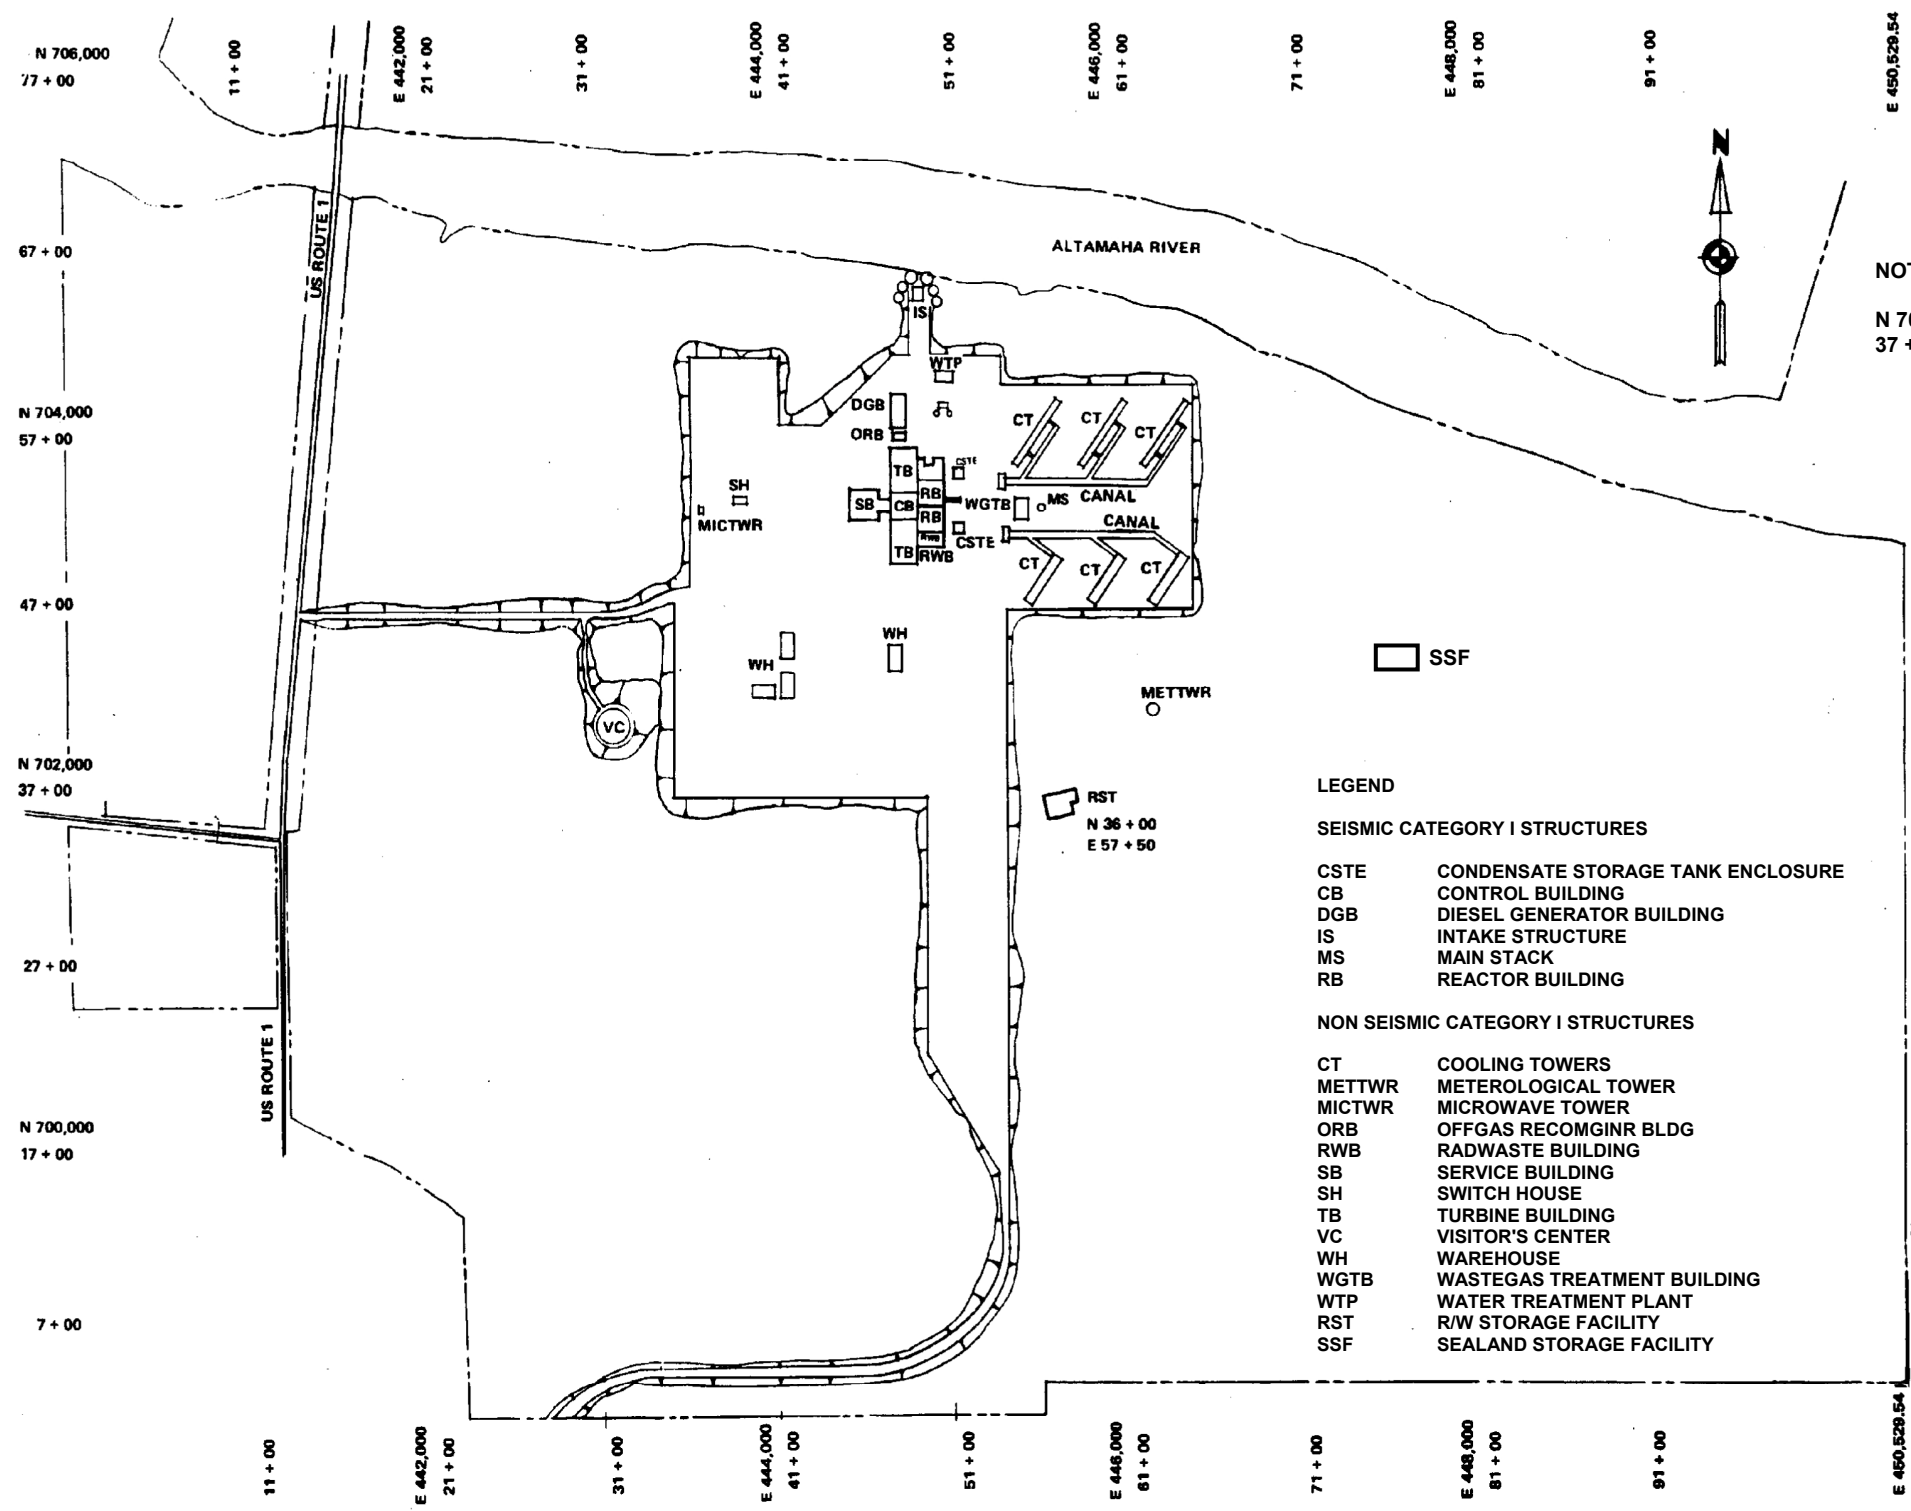 N 706,000
77 + 00
11 + 00
E 442,000
21 + 00
31 + 00
E 444,000
41 + 00
51 + 00
E 446,000
61 + 00
71 + 00
E 448,000
81 + 00
91 + 00
E 450,529.54
N
US ROUTE 1
67 + 00
ALTAMAHA RIVER
NOT
N 70
37 +
IS
WTP
N 704,000
57 + 00
DGB
ORB
CT
CT
CT
TB
CSTE
SH
SB
CB
RB
RB
WGTB
MS
CANAL
CANAL
MICTWR
RWB
TB
RWB
CSTE
CT
CT
CT
47 + 00
WH
WH
SSF
METTWR
VC
N 702,000
37 + 00
RST
N 36 + 00
E 57 + 50
LEGEND
SEISMIC CATEGORY I STRUCTURES
CSTE CONDENSATE STORAGE TANK ENCLOSURE
CB CONTROL BUILDING
DGB DIESEL GENERATOR BUILDING
IS INTAKE STRUCTURE
MS MAIN STACK
RB REACTOR BUILDING
27 + 00
NON SEISMIC CATEGORY I STRUCTURES
CT COOLING TOWERS
METTWR METEROLOGICAL TOWER
MICTWR MICROWAVE TOWER
ORB OFFGAS RECOMGINR BLDG
RWB RADWASTE BUILDING
SB SERVICE BUILDING
SH SWITCH HOUSE
TB TURBINE BUILDING
VC VISITOR'S CENTER
WH WAREHOUSE
WGTB WASTEGAS TREATMENT BUILDING
WTP WATER TREATMENT PLANT
RST R/W STORAGE FACILITY
SSF SEALAND STORAGE FACILITY
US ROUTE 1
N 700,000
17 + 00
7 + 00
11 + 00
E 442,000
21 + 00
31 + 00
E 444,000
41 + 00
51 + 00
E 446,000
61 + 00
71 + 00
E 448,000
81 + 00
91 + 00
E 450,529.54